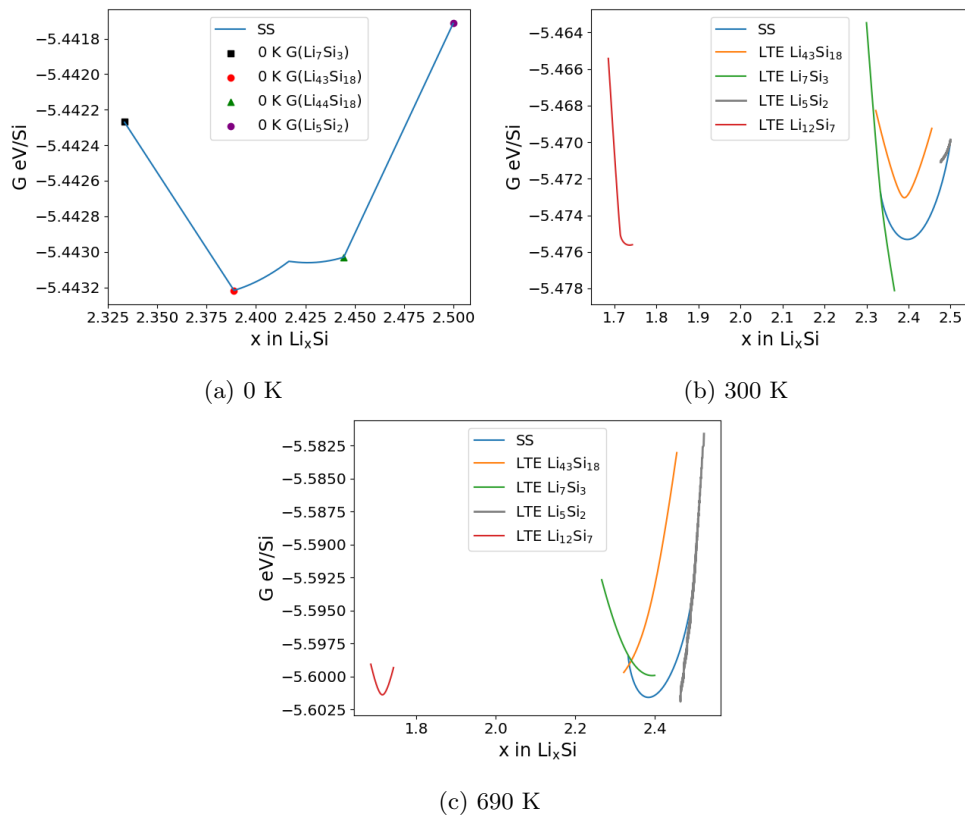 −5.4418
−5.4420
−5.4422
−5.4424
−5.4426
−5.4428
−5.4430
−5.4432
G eV/Si
SS
0 K G(Li₇Si₃)
0 K G(Li₄₃Si₁₈)
0 K G(Li₄₄Si₁₈)
0 K G(Li₅Si₂)
2.325 2.350 2.375 2.400 2.425 2.450 2.475 2.500
x in LiₓSi
(a) 0 K
−5.464
−5.466
−5.468
−5.470
−5.472
−5.474
−5.476
−5.478
G eV/Si
SS
LTE Li₄₃Si₁₈
LTE Li₇Si₃
LTE Li₅Si₂
LTE Li₁₂Si₇
1.7 1.8 1.9 2.0 2.1 2.2 2.3 2.4 2.5
x in LiₓSi
(b) 300 K
−5.5825
−5.5850
−5.5875
−5.5900
−5.5925
−5.5950
−5.5975
−5.6000
−5.6025
G eV/Si
SS
LTE Li₄₃Si₁₈
LTE Li₇Si₃
LTE Li₅Si₂
LTE Li₁₂Si₇
1.8 2.0 2.2 2.4
x in LiₓSi
(c) 690 K